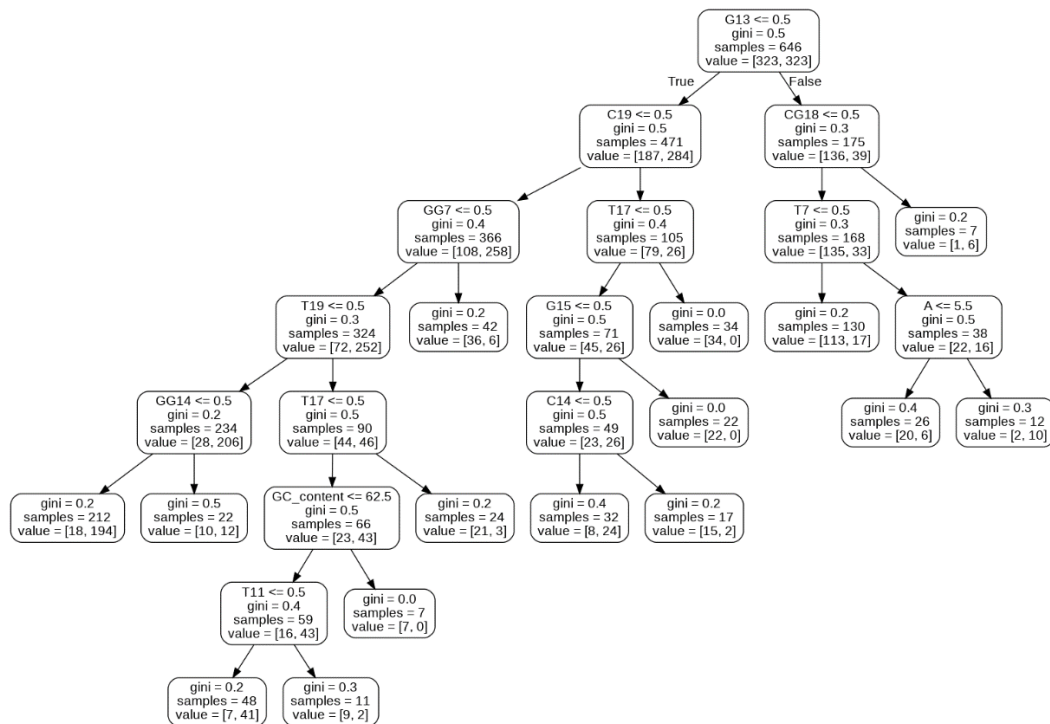 G13 <= 0.5
gini = 0.5
samples = 646
value = [323, 323]
True
False
C19 <= 0.5
gini = 0.5
samples = 471
value = [187, 284]
CG18 <= 0.5
gini = 0.3
samples = 175
value = [136, 39]
GG7 <= 0.5
gini = 0.4
samples = 366
value = [108, 258]
T17 <= 0.5
gini = 0.4
samples = 105
value = [79, 26]
T7 <= 0.5
gini = 0.3
samples = 168
value = [135, 33]
gini = 0.2
samples = 7
value = [1, 6]
T19 <= 0.5
gini = 0.3
samples = 324
value = [72, 252]
gini = 0.2
samples = 42
value = [36, 6]
G15 <= 0.5
gini = 0.5
samples = 71
value = [45, 26]
gini = 0.0
samples = 34
value = [34, 0]
gini = 0.2
samples = 130
value = [113, 17]
A <= 5.5
gini = 0.5
samples = 38
value = [22, 16]
GG14 <= 0.5
gini = 0.2
samples = 234
value = [28, 206]
T17 <= 0.5
gini = 0.5
samples = 90
value = [44, 46]
C14 <= 0.5
gini = 0.5
samples = 49
value = [23, 26]
gini = 0.0
samples = 22
value = [22, 0]
gini = 0.4
samples = 26
value = [20, 6]
gini = 0.3
samples = 12
value = [2, 10]
gini = 0.2
samples = 212
value = [18, 194]
gini = 0.5
samples = 22
value = [10, 12]
GC_content <= 62.5
gini = 0.5
samples = 66
value = [23, 43]
gini = 0.2
samples = 24
value = [21, 3]
gini = 0.4
samples = 32
value = [8, 24]
gini = 0.2
samples = 17
value = [15, 2]
T11 <= 0.5
gini = 0.4
samples = 59
value = [16, 43]
gini = 0.0
samples = 7
value = [7, 0]
gini = 0.2
samples = 48
value = [7, 41]
gini = 0.3
samples = 11
value = [9, 2]